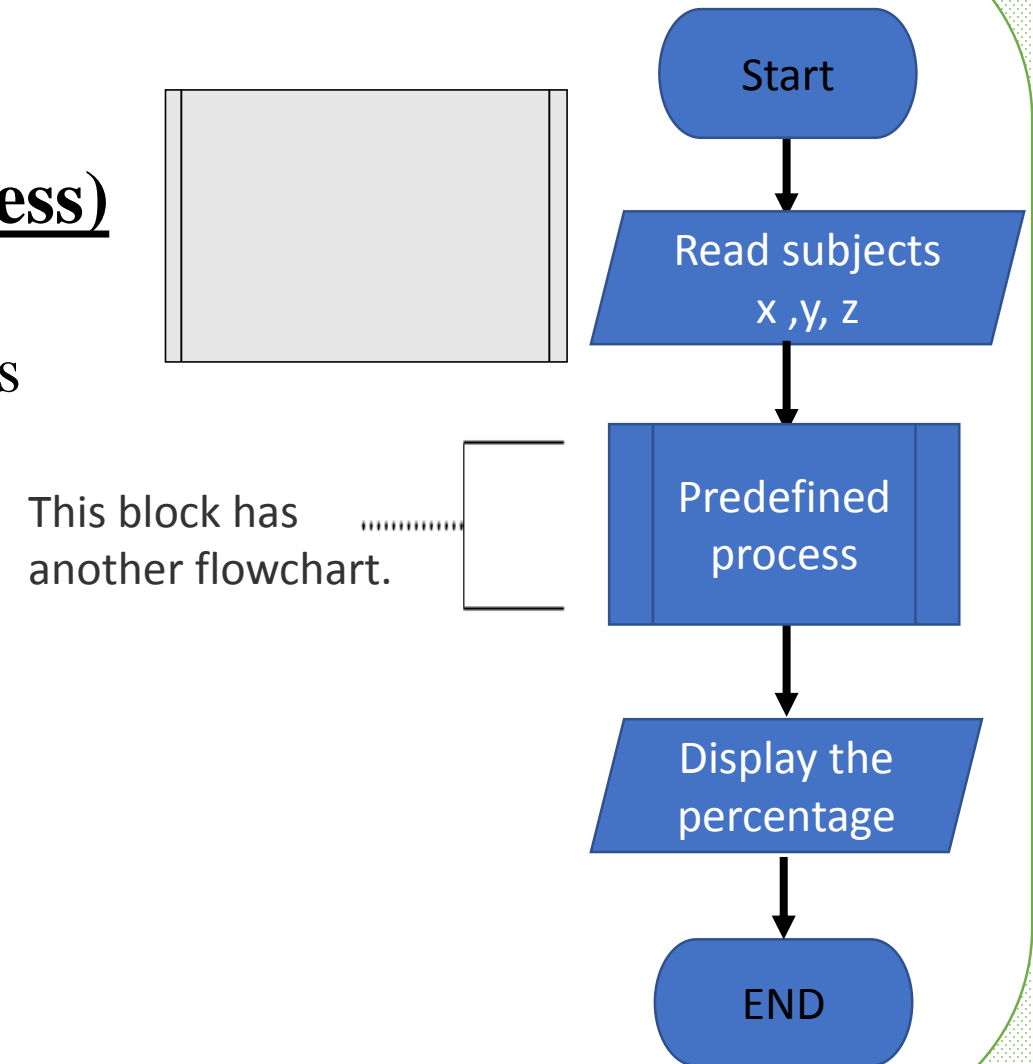 ess)
s
This block has
another flowchart.
Start
Read subjects
x ,y, z
Predefined
process
Display the
percentage
END